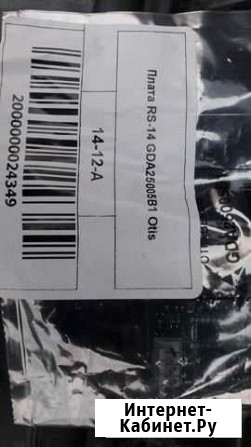 Плата RS-14 GDA25005B1 Otis
14-12-A
2000000024349
Интернет-
Кабинет.Ру